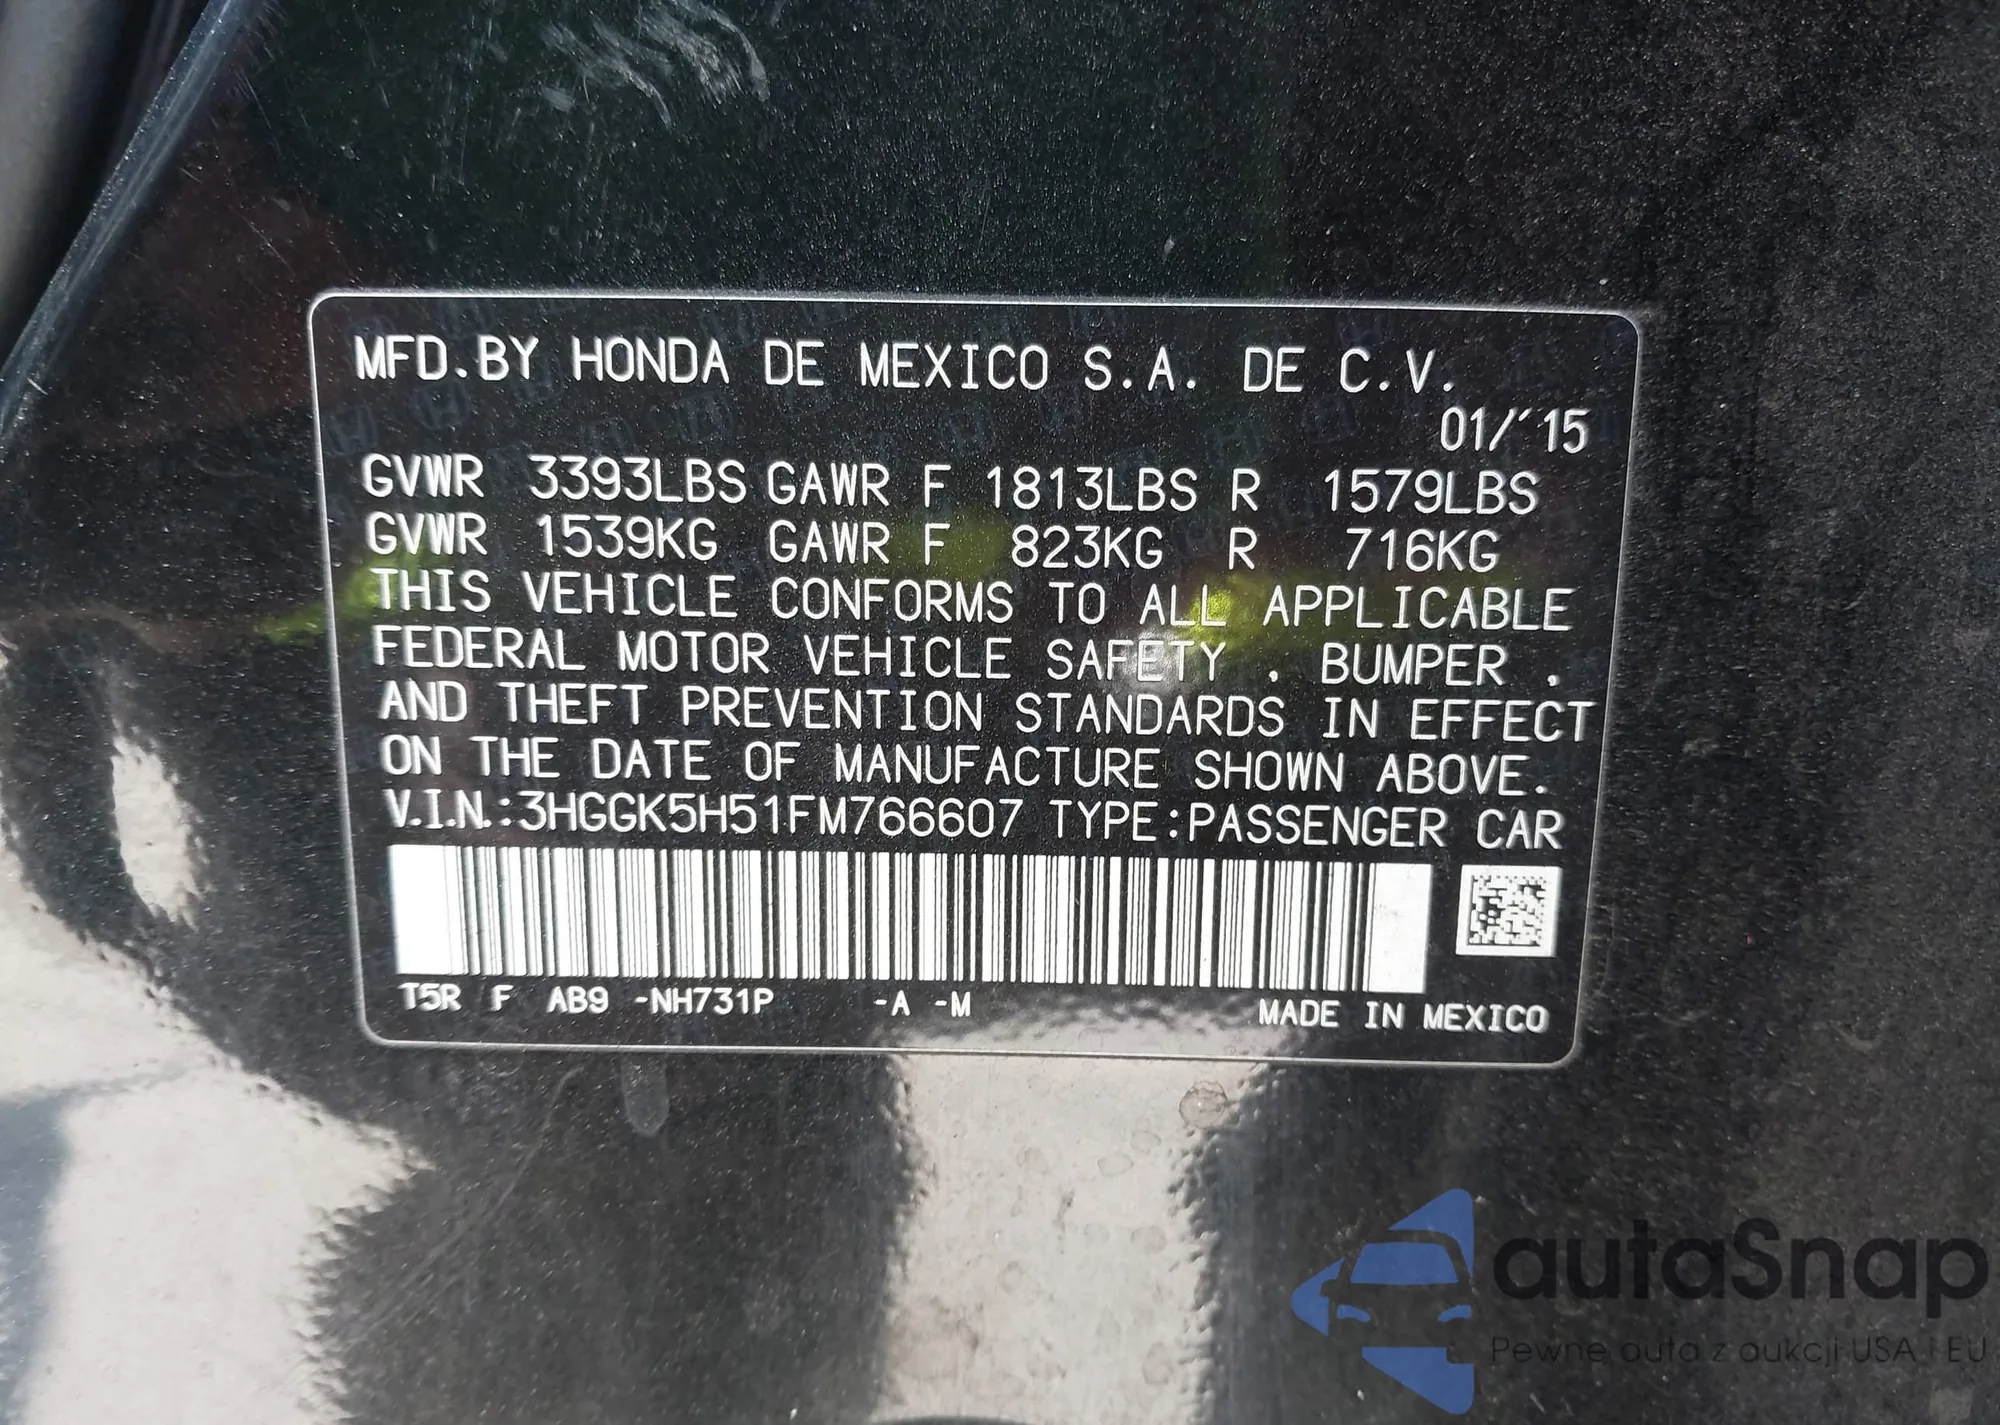 MFD.BY HONDA DE MEXICO S.A. DE C.V.
01/´15
GVWR 3393LBS GAWR F 1813LBS R 1579LBS
GVWR 1539KG GAWR F 823KG R 716KG
THIS VEHICLE CONFORMS TO ALL APPLICABLE
FEDERAL MOTOR VEHICLE SAFETY . BUMPER .
AND THEFT PREVENTION STANDARDS IN EFFECT
ON THE DATE OF MANUFACTURE SHOWN ABOVE.
V.I.N.:3HGGK5H51FM766607 TYPE:PASSENGER CAR
T5R F AB9 -NH731P -A -M MADE IN MEXICO
autaSnap
Pewne auta z aukcji USA i EU